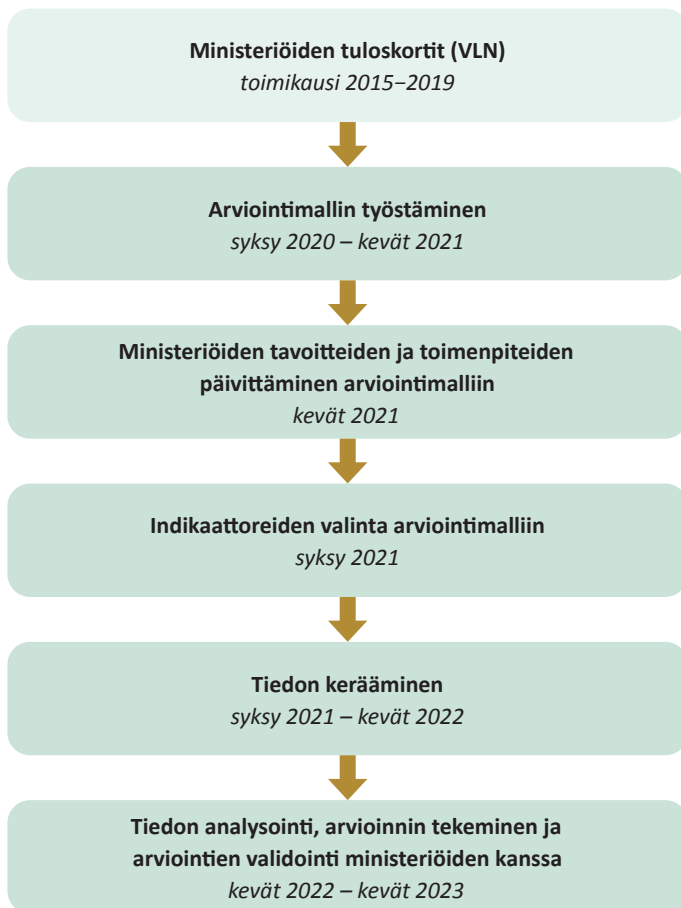 Ministeriöiden tuloskortit (VLN)
toimikausi 2015–2019
Arviointimallin työstäminen
syksy 2020 – kevät 2021
Ministeriöiden tavoitteiden ja toimenpiteiden
päivittäminen arviointimalliin
kevät 2021
Indikaattoreiden valinta arviointimalliin
syksy 2021
Tiedon kerääminen
syksy 2021 – kevät 2022
Tiedon analysointi, arvioinnin tekeminen ja
arviointien validointi ministeriöiden kanssa
kevät 2022 – kevät 2023